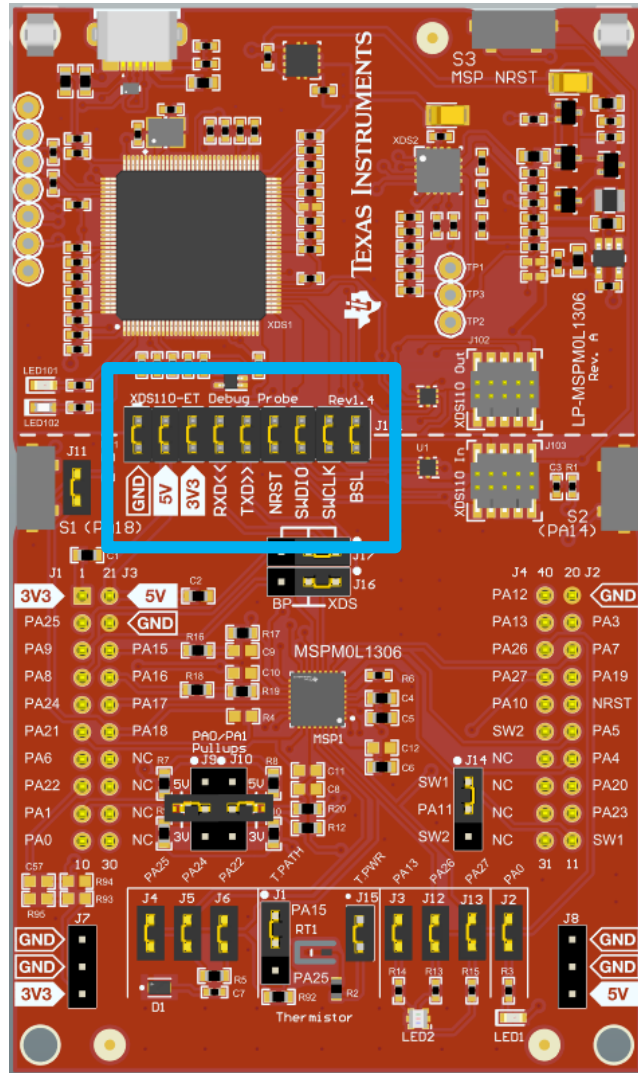 S3
MSP NRST
XDS2
TEXAS INSTRUMENTS
TP1
TP3
TP2
XDS1
J102
XDS110 Out
LP-MSPM0L1306
Rev. A
LED101
LED102
XDS110-ET Debug Probe Rev1.4
J1
GND 5V 3V3 RXD<< TXD>> NRST SWDIO SWCLK BSL
J11
S1 (PA18)
U1
J103
XDS110 In
C3 R1
S2
(PA14)
J17
J16
BP XDS
J1 1 21 J3
3V3 5V
PA25 GND
PA9 PA15
PA8 PA16
PA24 PA17
PA21 PA18
PA6 NC
PA22 NC
PA1 NC
PA0 NC
10 30
C2
R16
R18
R17
C9
C10
R19
R4
MSPM0L1306
MSP1
R6
C4
C5
C12
C6
J4 40 20 J2
PA12 GND
PA13 PA3
PA26 PA7
PA27 PA19
PA10 NRST
SW2 PA5
NC PA4
NC PA20
NC PA23
NC SW1
31 11
PA0/PA1
Pullups
J9 J10
R7 5V 5V R8
3V 3V
C11
C8
R20
R12
J14
SW1
PA11
SW2
C57
R94
R93
R95
PA25 PA24 PA22 T.PATH T.PWR PA13 PA26 PA27 PA0
J4 J5 J6 J1 J15 J3 J12 J13 J2
PA15
RT1
PA25
J7
GND
GND
3V3
J8
GND
GND
5V
D1
R5
C7
R92
R2
Thermistor
R14 R13 R15 R3
LED2 LED1